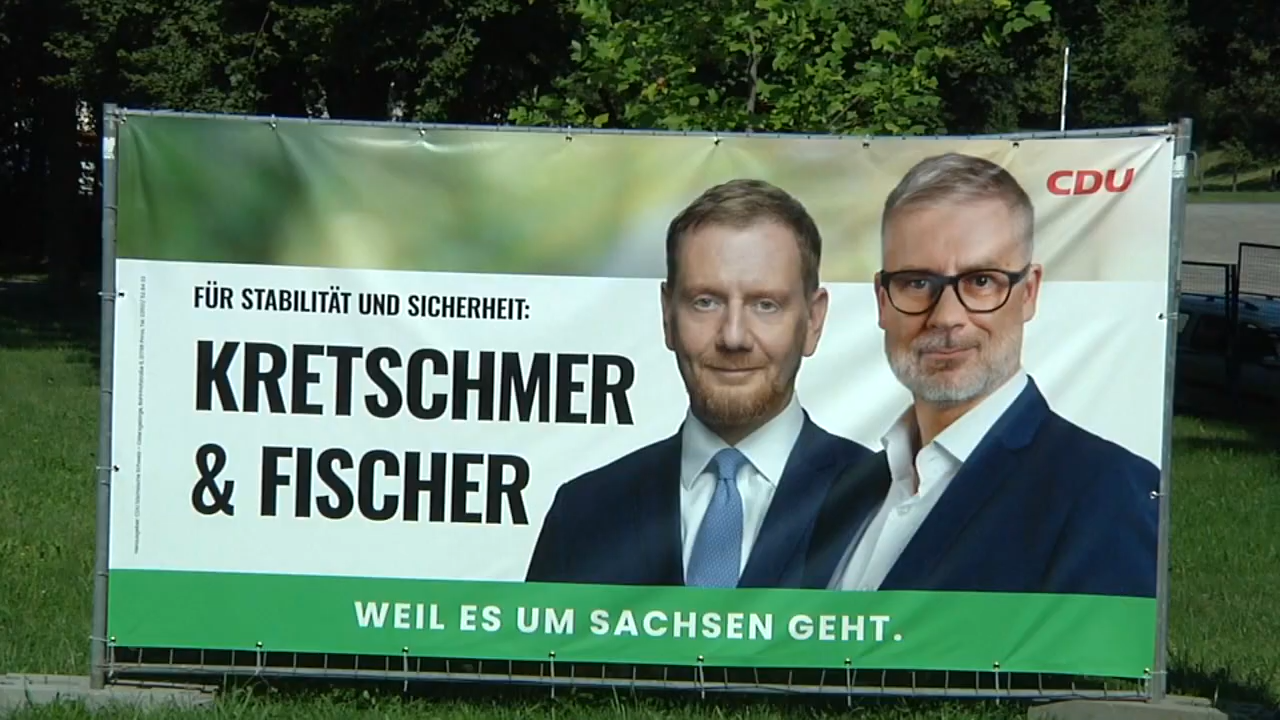 CDU
FÜR STABILITÄT UND SICHERHEIT:
KRETSCHMER
& FISCHER
WEIL ES UM SACHSEN GEHT.